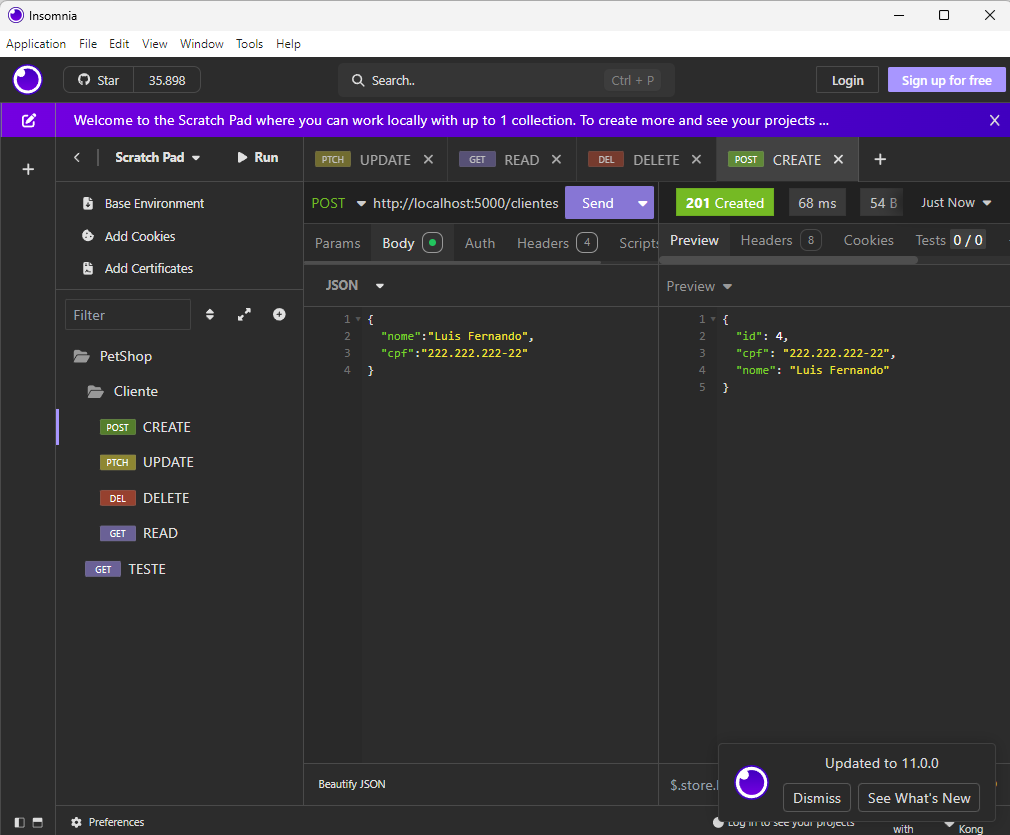 Insomnia
Application File Edit View Window Tools Help
Star 35.898 Search.. Ctrl + P Login Sign up for free
Welcome to the Scratch Pad where you can work locally with up to 1 collection. To create more and see your projects ...
Scratch Pad Run
PTCH UPDATE GET READ DEL DELETE POST CREATE
Base Environment
Add Cookies
Add Certificates
POST http://localhost:5000/clientes Send 201 Created 68 ms 54 B Just Now
Params Body Auth Headers 4 Scripts Preview Headers 8 Cookies Tests 0 / 0
JSON
Preview
Filter
PetShop
Cliente
POST CREATE
PTCH UPDATE
DEL DELETE
GET READ
GET TESTE
1 {
2 "nome":"Luis Fernando",
3 "cpf":"222.222.222-22"
4 }
1 {
2 "id": 4,
3 "cpf": "222.222.222-22",
4 "nome": "Luis Fernando"
5 }
Beautify JSON
$.store.
Updated to 11.0.0
Dismiss See What's New
Preferences
Log in to see your projects
with Kong